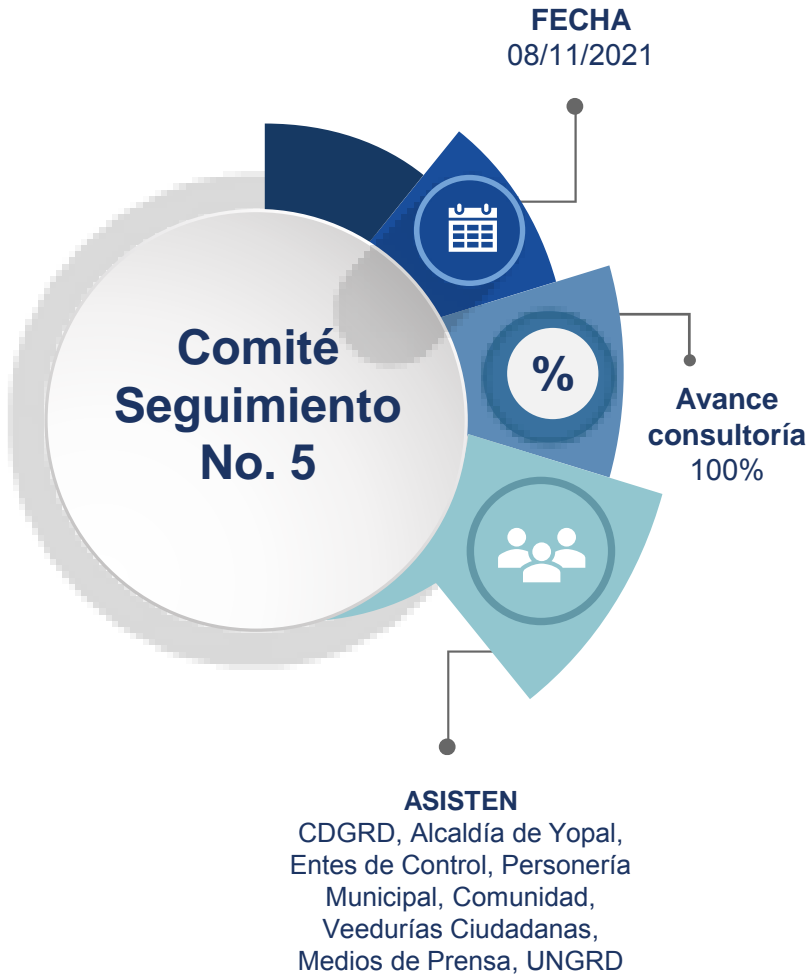 FECHA
08/11/2021
Comité
Seguimiento
No. 5
%
Avance
consultoría
100%
ASISTEN
CDGRD, Alcaldía de Yopal,
Entes de Control, Personería
Municipal, Comunidad,
Veedurías Ciudadanas,
Medios de Prensa, UNGRD